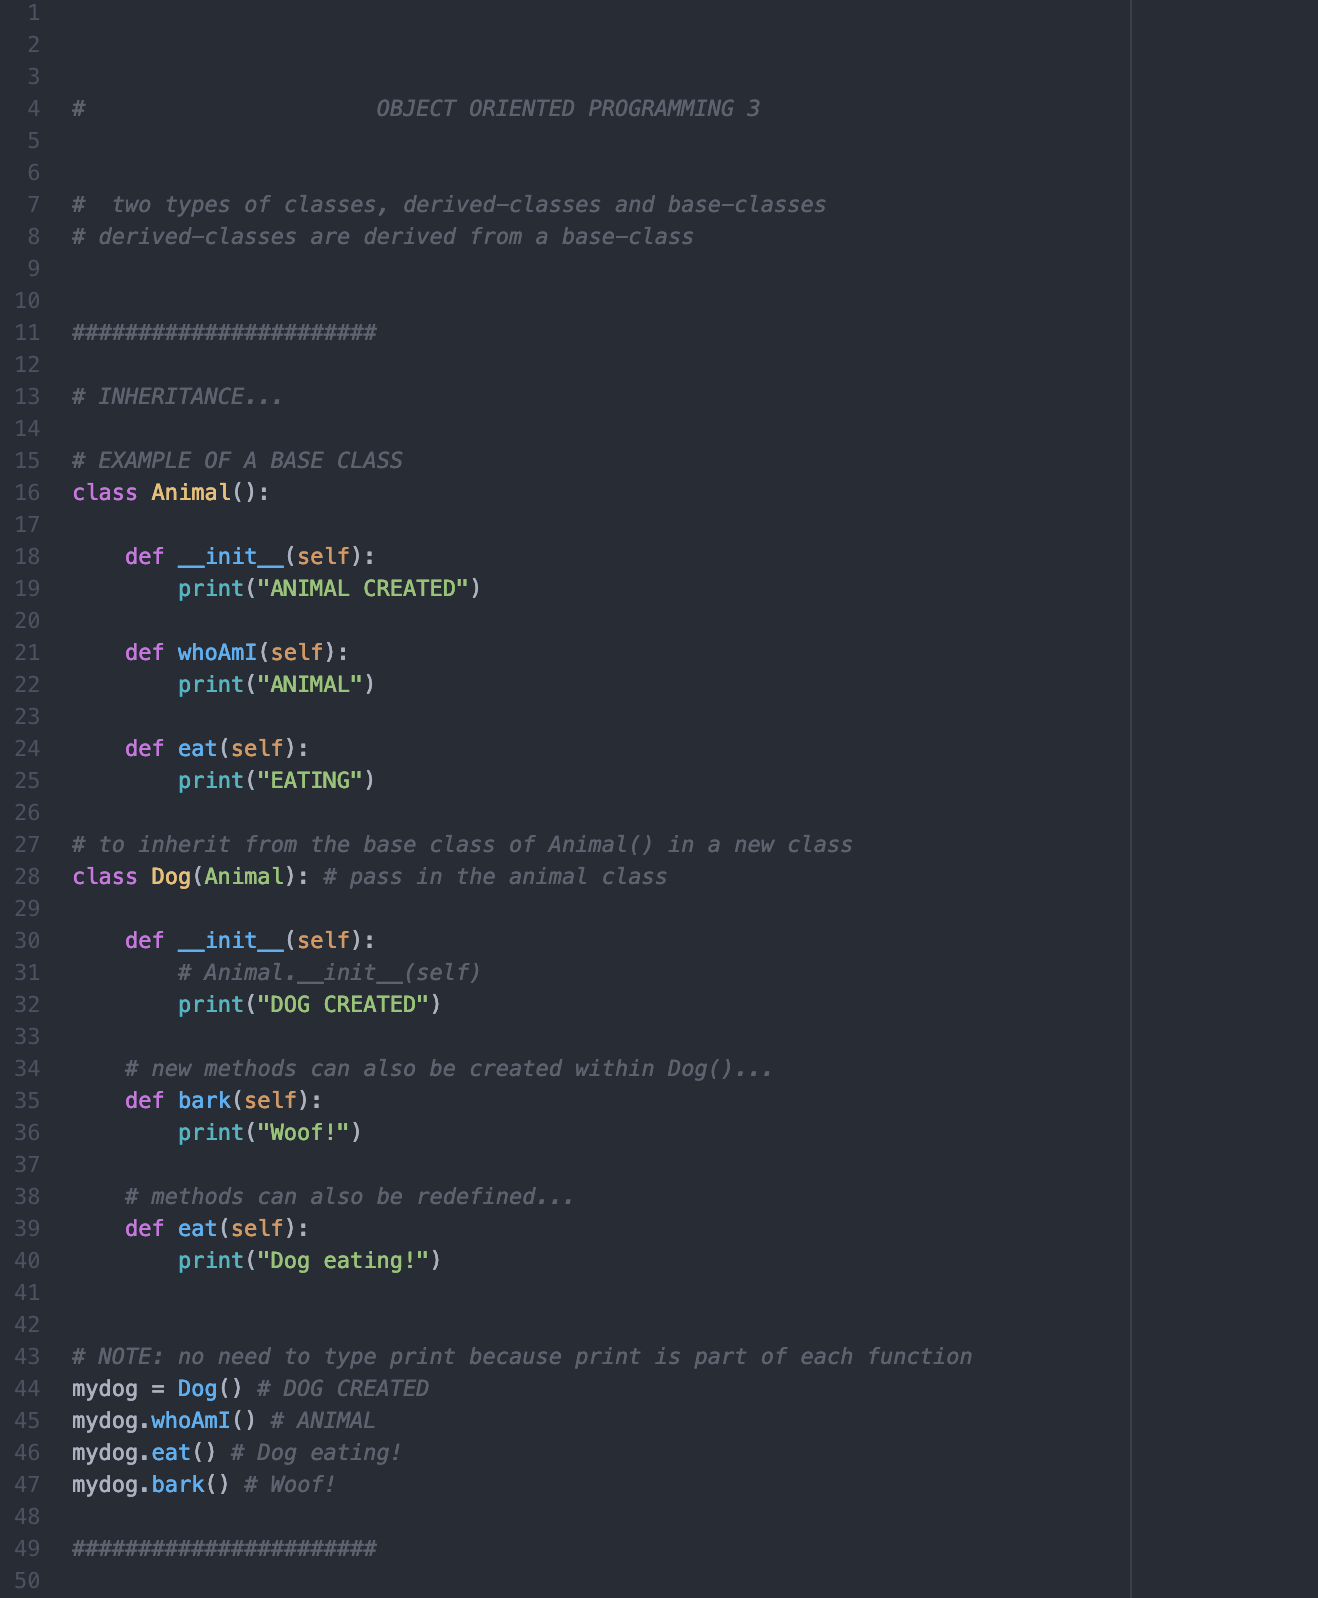 1
2
3
4 #                      OBJECT ORIENTED PROGRAMMING 3
5
6
7 #  two types of classes, derived-classes and base-classes
8 # derived-classes are derived from a base-class
9
10
11 #######################
12
13 # INHERITANCE...
14
15 # EXAMPLE OF A BASE CLASS
16 class Animal():
17
18     def __init__(self):
19         print("ANIMAL CREATED")
20
21     def whoAmI(self):
22         print("ANIMAL")
23
24     def eat(self):
25         print("EATING")
26
27 # to inherit from the base class of Animal() in a new class
28 class Dog(Animal): # pass in the animal class
29
30     def __init__(self):
31         # Animal.__init__(self)
32         print("DOG CREATED")
33
34     # new methods can also be created within Dog()...
35     def bark(self):
36         print("Woof!")
37
38     # methods can also be redefined...
39     def eat(self):
40         print("Dog eating!")
41
42
43 # NOTE: no need to type print because print is part of each function
44 mydog = Dog() # DOG CREATED
45 mydog.whoAmI() # ANIMAL
46 mydog.eat() # Dog eating!
47 mydog.bark() # Woof!
48
49 #######################
50